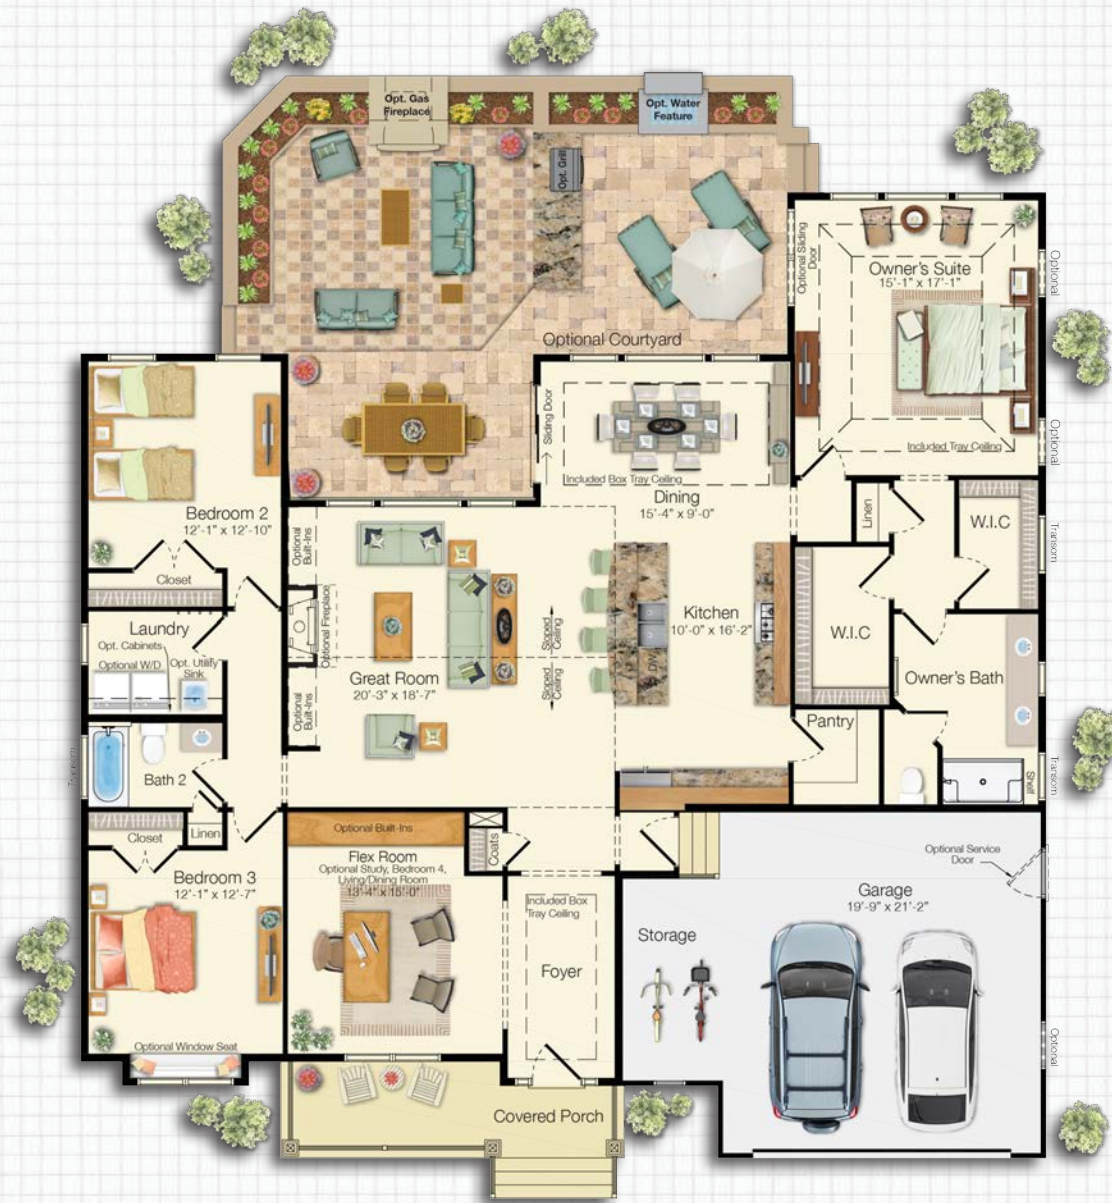 Opt. Gas
Fireplace
Opt. Water
Feature
Opt. Grill
Optional Sliding
Door
Owner's Suite
15'-1" x 17'-1"
Optional
Optional
Included Tray Ceiling
Optional Courtyard
Sliding Door
Included Box Tray Ceiling
Dining
15'-4" x 9'-0"
Bedroom 2
12'-1" x 12'-10"
Closet
Optional
Built-Ins
Optional Fireplace
Optional
Built-Ins
Linen
W.I.C
Transom
W.I.C
Kitchen
10'-0" x 16'-2"
DW
Sloped
Ceiling
Sloped
Ceiling
Great Room
20'-3" x 18'-7"
Laundry
Opt. Cabinets
Optional W/D
Opt. Utility
Sink
Owner's Bath
Pantry
Transom
Shelf
Transom
Bath 2
Linen
Closet
Bedroom 3
12'-1" x 12'-7"
Optional Window Seat
Optional Built-Ins
Coats
Flex Room
Optional Study, Bedroom 4,
Living/Dining Room
13'-4" x 15'-0"
Included Box
Tray Ceiling
Foyer
Optional Service
Door
Garage
19'-9" x 21'-2"
Storage
Optional
Covered Porch